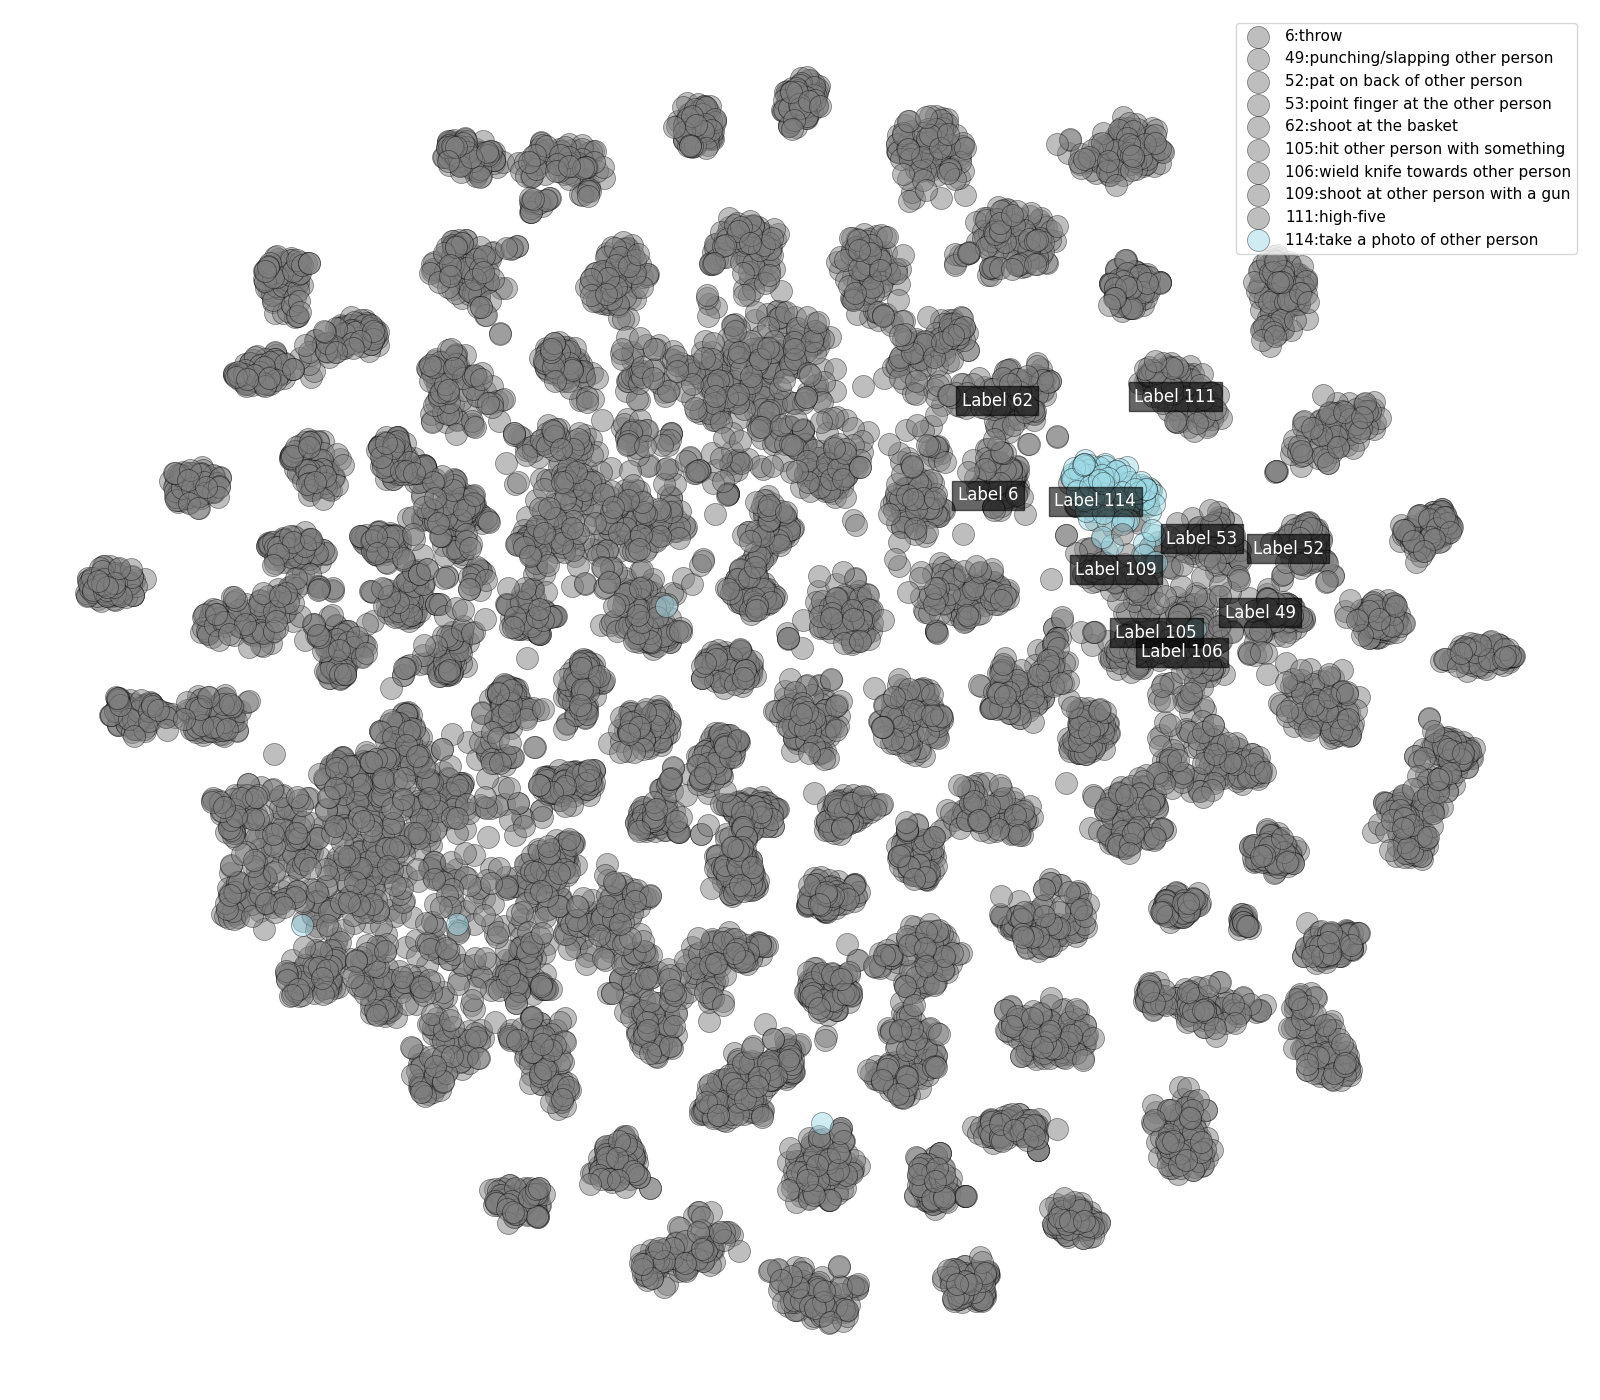 6:throw
49:punching/slapping other person
52:pat on back of other person
53:point finger at the other person
62:shoot at the basket
105:hit other person with something
106:wield knife towards other person
109:shoot at other person with a gun
111:high-five
114:take a photo of other person
Label 62
Label 111
Label 6
Label 114
Label 53
Label 52
Label 109
Label 49
Label 105
Label 106